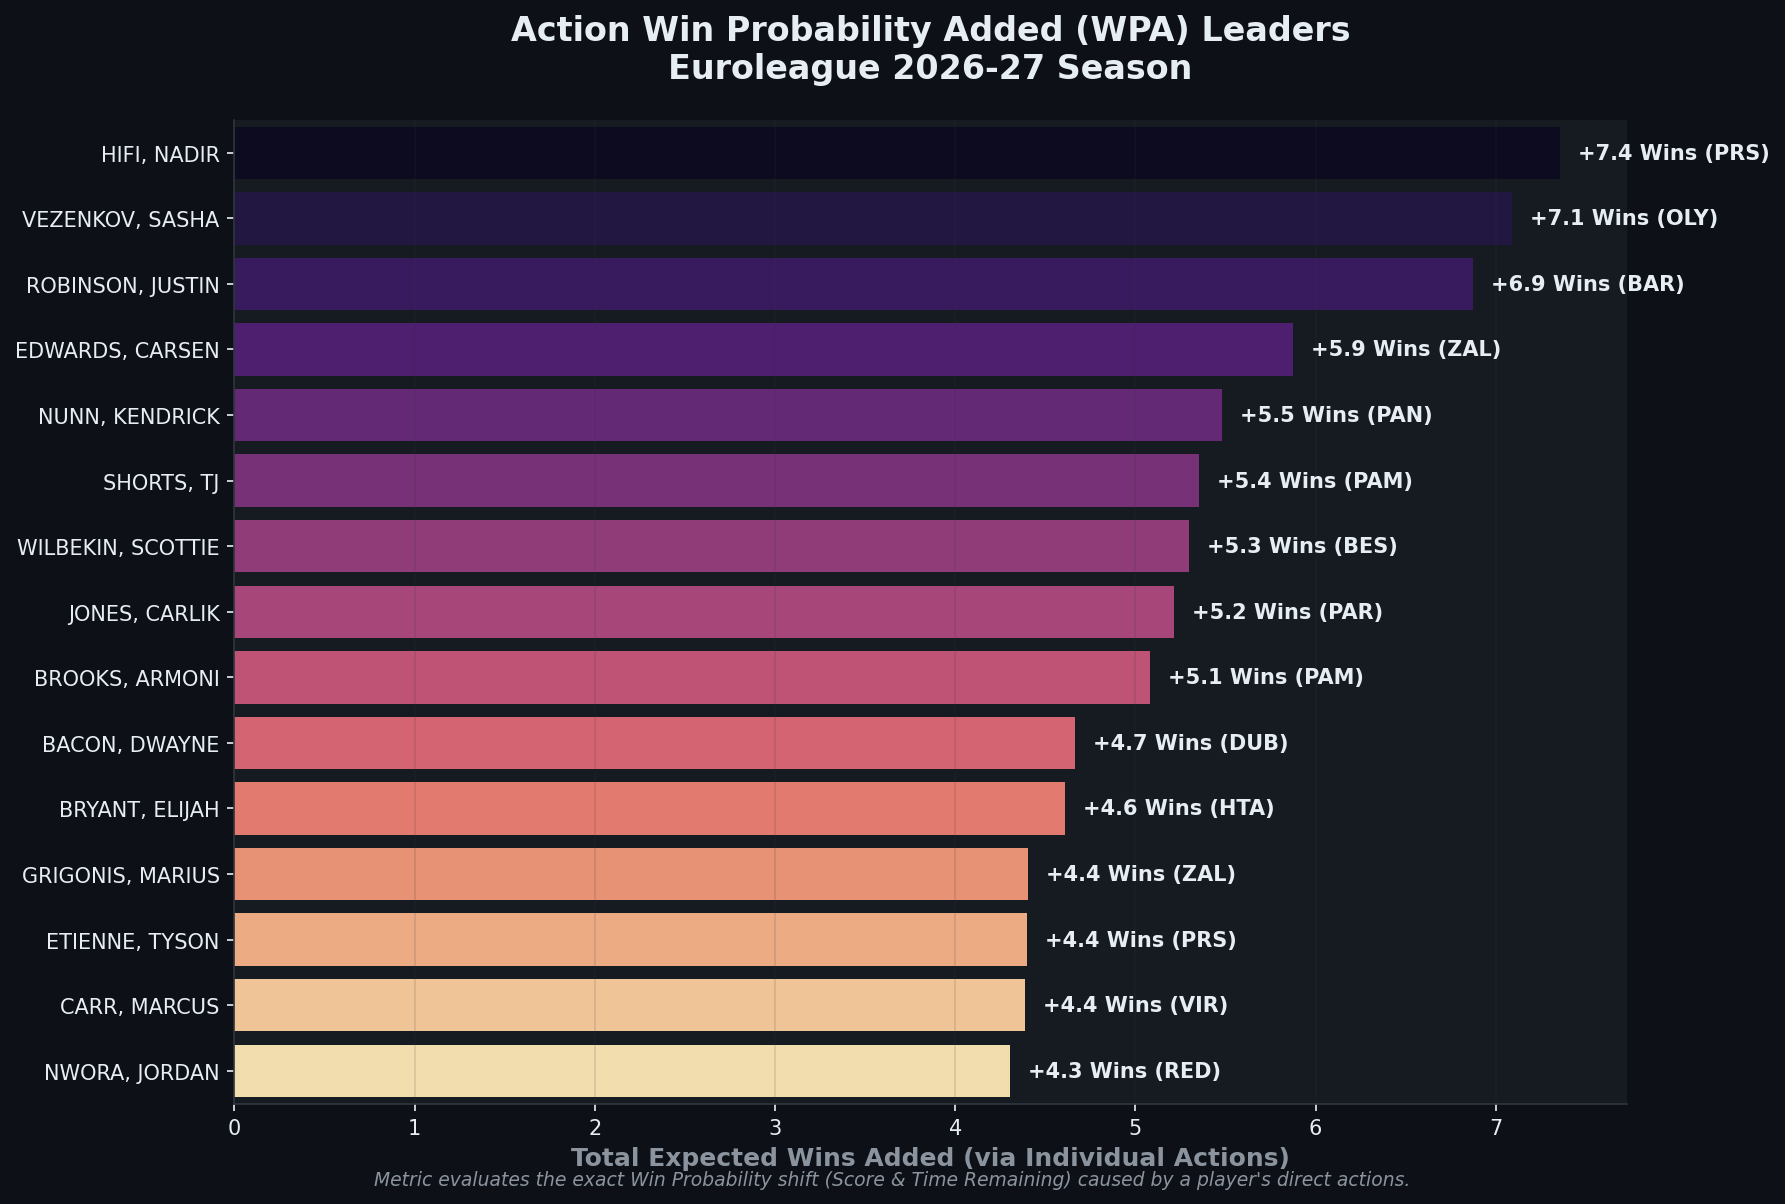 Action Win Probability Added (WPA) Leaders
Euroleague 2026-27 Season
HIFI, NADIR +7.4 Wins (PRS)
VEZENKOV, SASHA +7.1 Wins (OLY)
ROBINSON, JUSTIN +6.9 Wins (BAR)
EDWARDS, CARSEN +5.9 Wins (ZAL)
NUNN, KENDRICK +5.5 Wins (PAN)
SHORTS, TJ +5.4 Wins (PAM)
WILBEKIN, SCOTTIE +5.3 Wins (BES)
JONES, CARLIK +5.2 Wins (PAR)
BROOKS, ARMONI +5.1 Wins (PAM)
BACON, DWAYNE +4.7 Wins (DUB)
BRYANT, ELIJAH +4.6 Wins (HTA)
GRIGONIS, MARIUS +4.4 Wins (ZAL)
ETIENNE, TYSON +4.4 Wins (PRS)
CARR, MARCUS +4.4 Wins (VIR)
NWORA, JORDAN +4.3 Wins (RED)
0 1 2 3 4 5 6 7
Total Expected Wins Added (via Individual Actions)
Metric evaluates the exact Win Probability shift (Score & Time Remaining) caused by a player's direct actions.